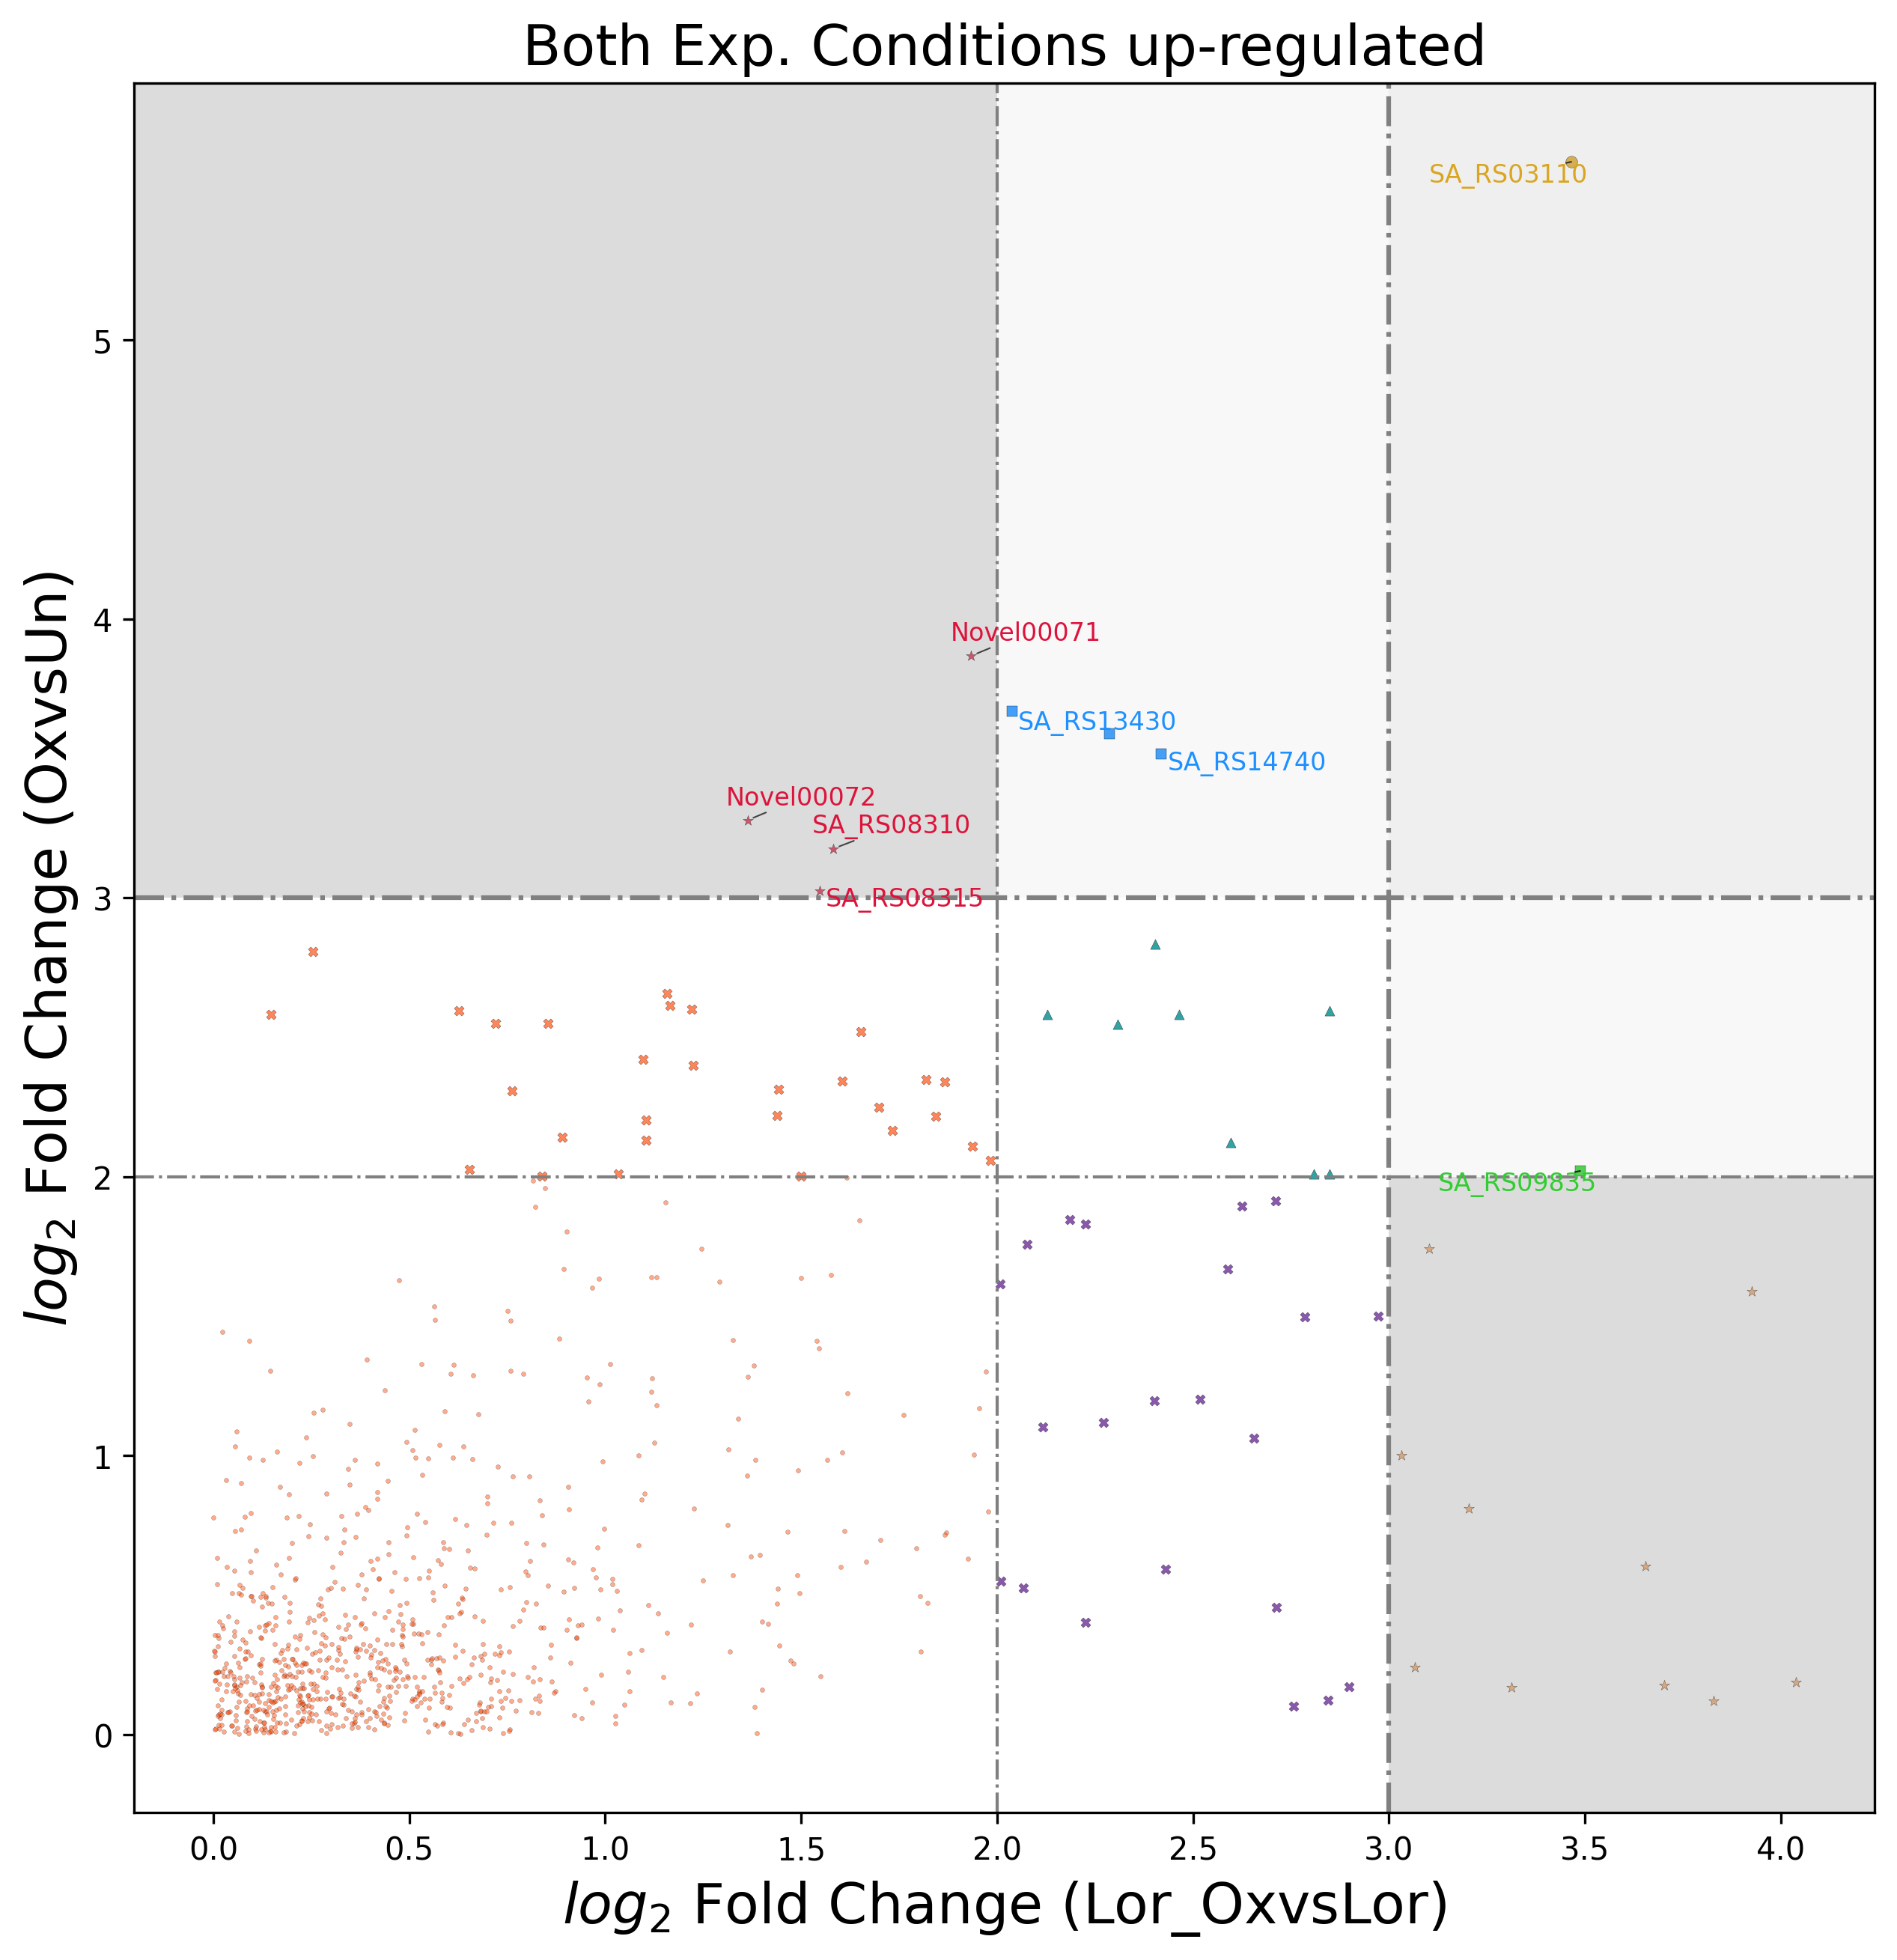 Both Exp. Conditions up-regulated
SA_RS03110
5
4
Novel00071
SA_RS13430
SA_RS14740
Novel00072
SA_RS08310
3
SA_RS08315
2
SA_RS09835
1
0
log2 Fold Change (OxvsUn)
0.0 0.5 1.0 1.5 2.0 2.5 3.0 3.5 4.0
log2 Fold Change (Lor_OxvsLor)